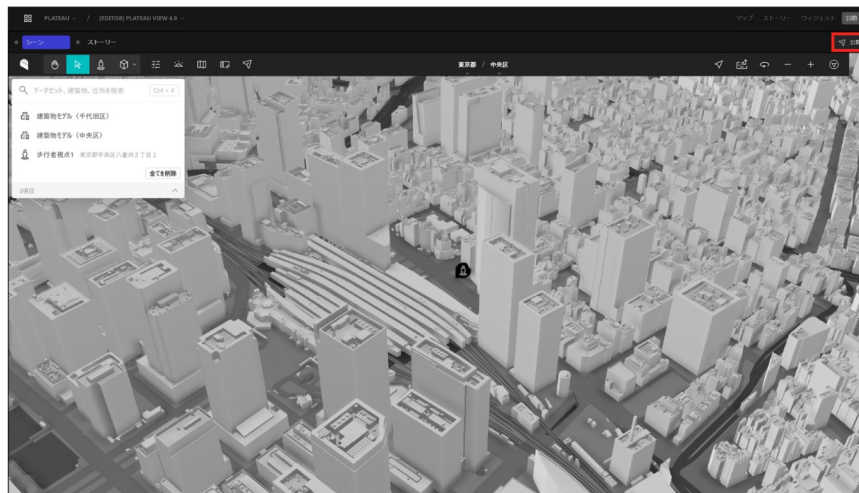 PLATEAU / [EDITOR] PLATEAU VIEW 4.0 マップ ストーリー ウィジェット 公開
シーン ストーリー 公開
東京都 / 中央区
データセット、建築物、住所を検索 Ctrl + K
建築物モデル（千代田区）
建築物モデル（中央区）
歩行者視点1 東京都中央区八重洲２丁目１
全てを削除
3項目